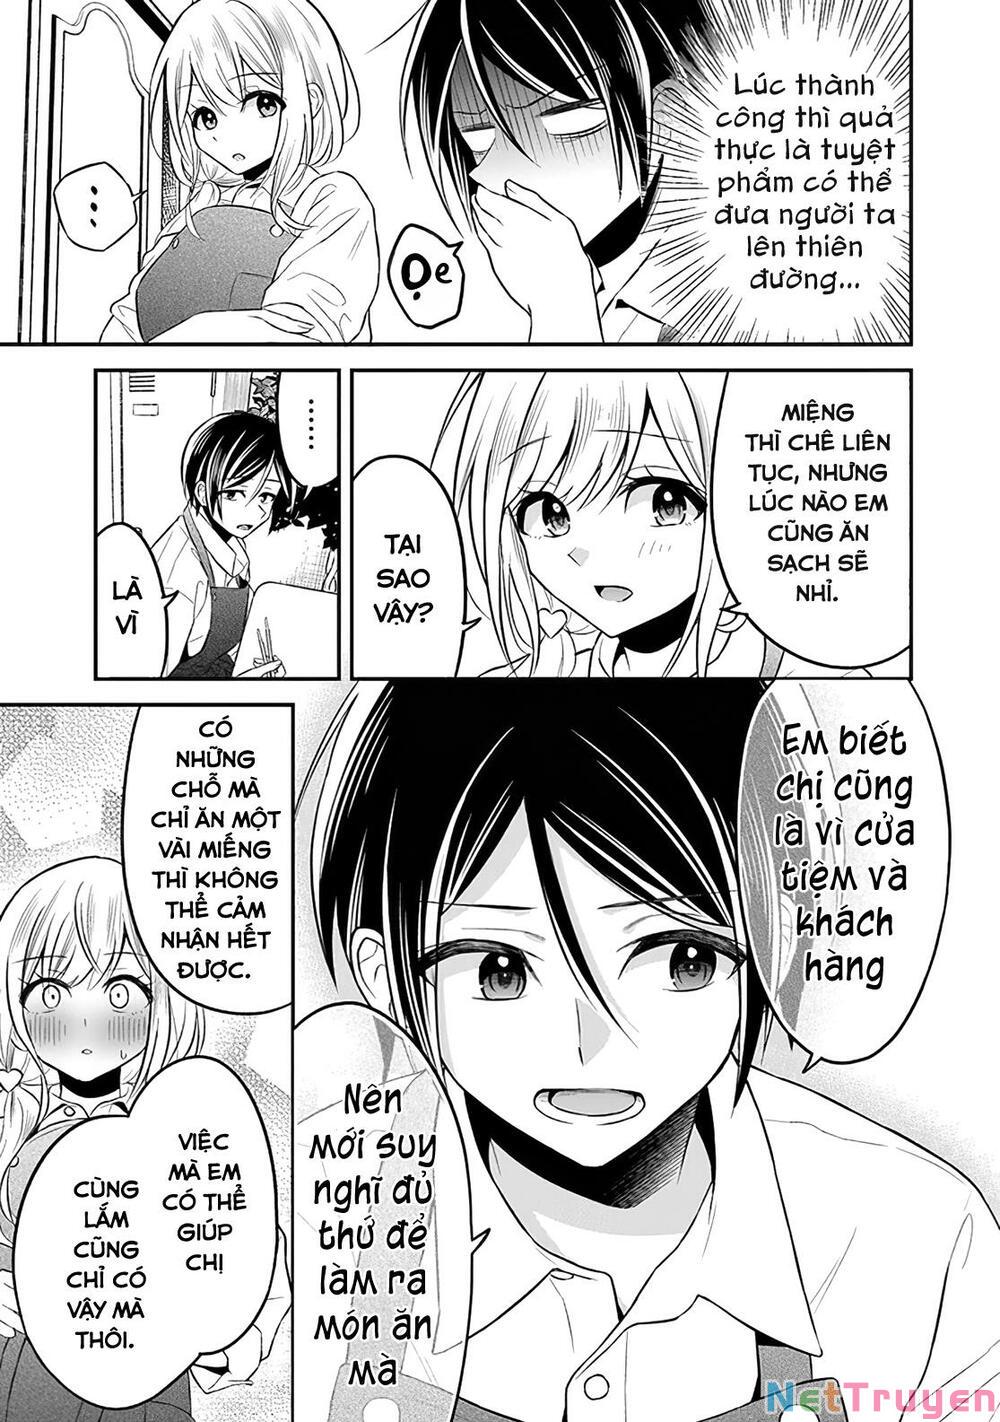 Lúc thành
công thì quả
thực là tuyệt
phẩm có thể
đưa người ta
lên thiên
đường...
Ọe
...
MIỆNG
THÌ CHÊ LIÊN
TỤC, NHƯNG
LÚC NÀO EM
CŨNG ĂN
SẠCH SẼ
NHỈ.
TẠI
SAO
VẬY?
......
LÀ
VÌ
Em biết
chị cũng
là vì cửa
tiệm và
khách
hàng
Nên
mới suy
nghĩ đủ
thứ để
làm ra
món ăn
mà
CÓ
NHỮNG
CHỖ MÀ
CHỈ ĂN MỘT
VÀI MIẾNG
THÌ KHÔNG
THỂ CẢM
NHẬN HẾT
ĐƯỢC.
VIỆC
MÀ EM
CÓ THỂ
GIÚP
CHỊ
CÙNG
LẮM
CŨNG
CHỈ CÓ
VẬY MÀ
THÔI.
NetTruyen